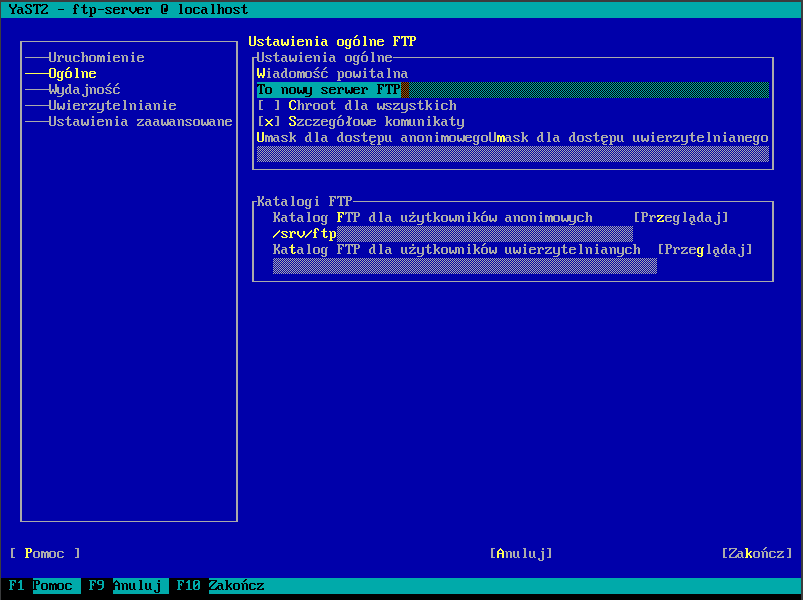 YaST2 - ftp-server @ localhost
Uruchomienie
Ogólne
Wydajność
Uwierzytelnianie
Ustawienia zaawansowane
Ustawienia ogólne FTP
Ustawienia ogólne
Wiadomość powitalna
To nowy serwer FTP
[ ] Chroot dla wszystkich
[x] Szczegółowe komunikaty
Umask dla dostępu anonimowegoUmask dla dostępu uwierzytelnianego
Katalogi FTP
Katalog FTP dla użytkowników anonimowych [Przeglądaj]
/srv/ftp
Katalog FTP dla użytkowników uwierzytelnianych [Przeglądaj]
[ Pomoc ] [Anuluj] [Zakończ]
F1 Pomoc F9 Anuluj F10 Zakończ